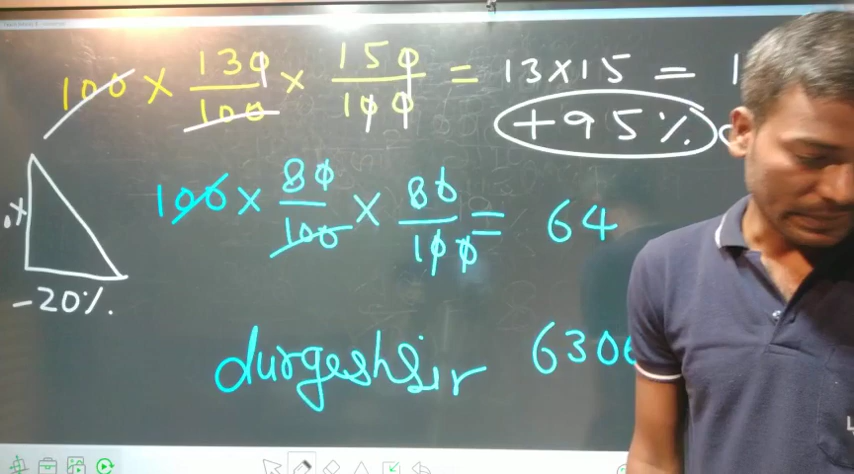 100 × 130/100 × 150/100 = 13×15 = 1
+95%
100 × 80/100 × 80/100 = 64
-20%.
durgeshsir 630